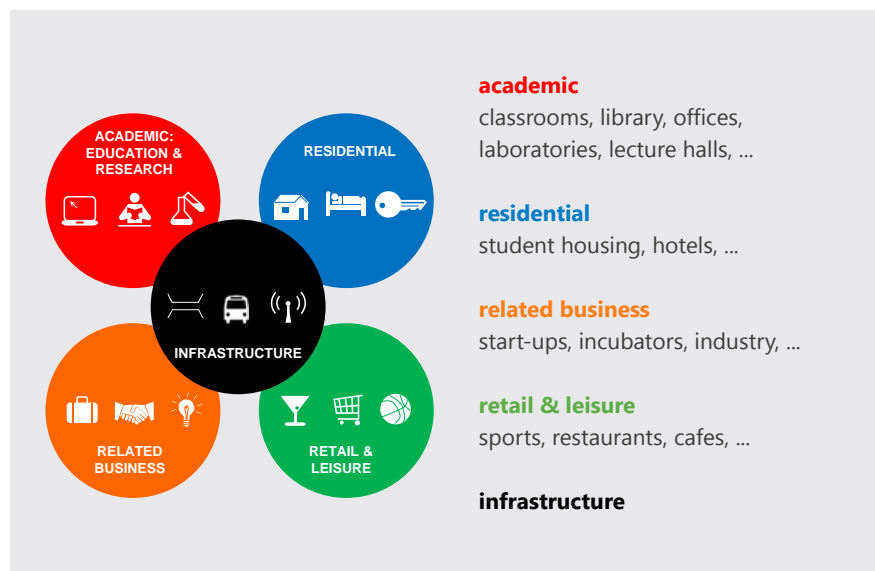 ACADEMIC:
EDUCATION &
RESEARCH
RESIDENTIAL
INFRASTRUCTURE
RELATED
BUSINESS
RETAIL &
LEISURE
academic
classrooms, library, offices,
laboratories, lecture halls, ...
residential
student housing, hotels, ...
related business
start-ups, incubators, industry, ...
retail & leisure
sports, restaurants, cafes, ...
infrastructure